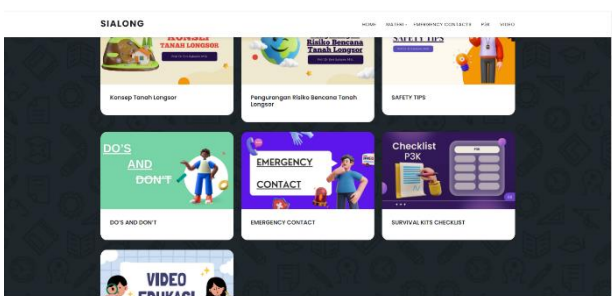 SIALONG
HOME MATERI EMERGENCY CONTACTS P3K VIDEO
KONSEP
TANAH LONGSOR
Risiko Bencana
Tanah Longsor
SAFETY TIPS
Konsep Tanah Longsor
Pengurangan Risiko Bencana Tanah
Longsor
SAFETY TIPS
DO'S
AND
DON'T
EMERGENCY
CONTACT
Checklist
P3K
DO'S AND DON'T
EMERGENCY CONTACT
SURVIVAL KITS CHECKLIST
VIDEO
EDUKASI